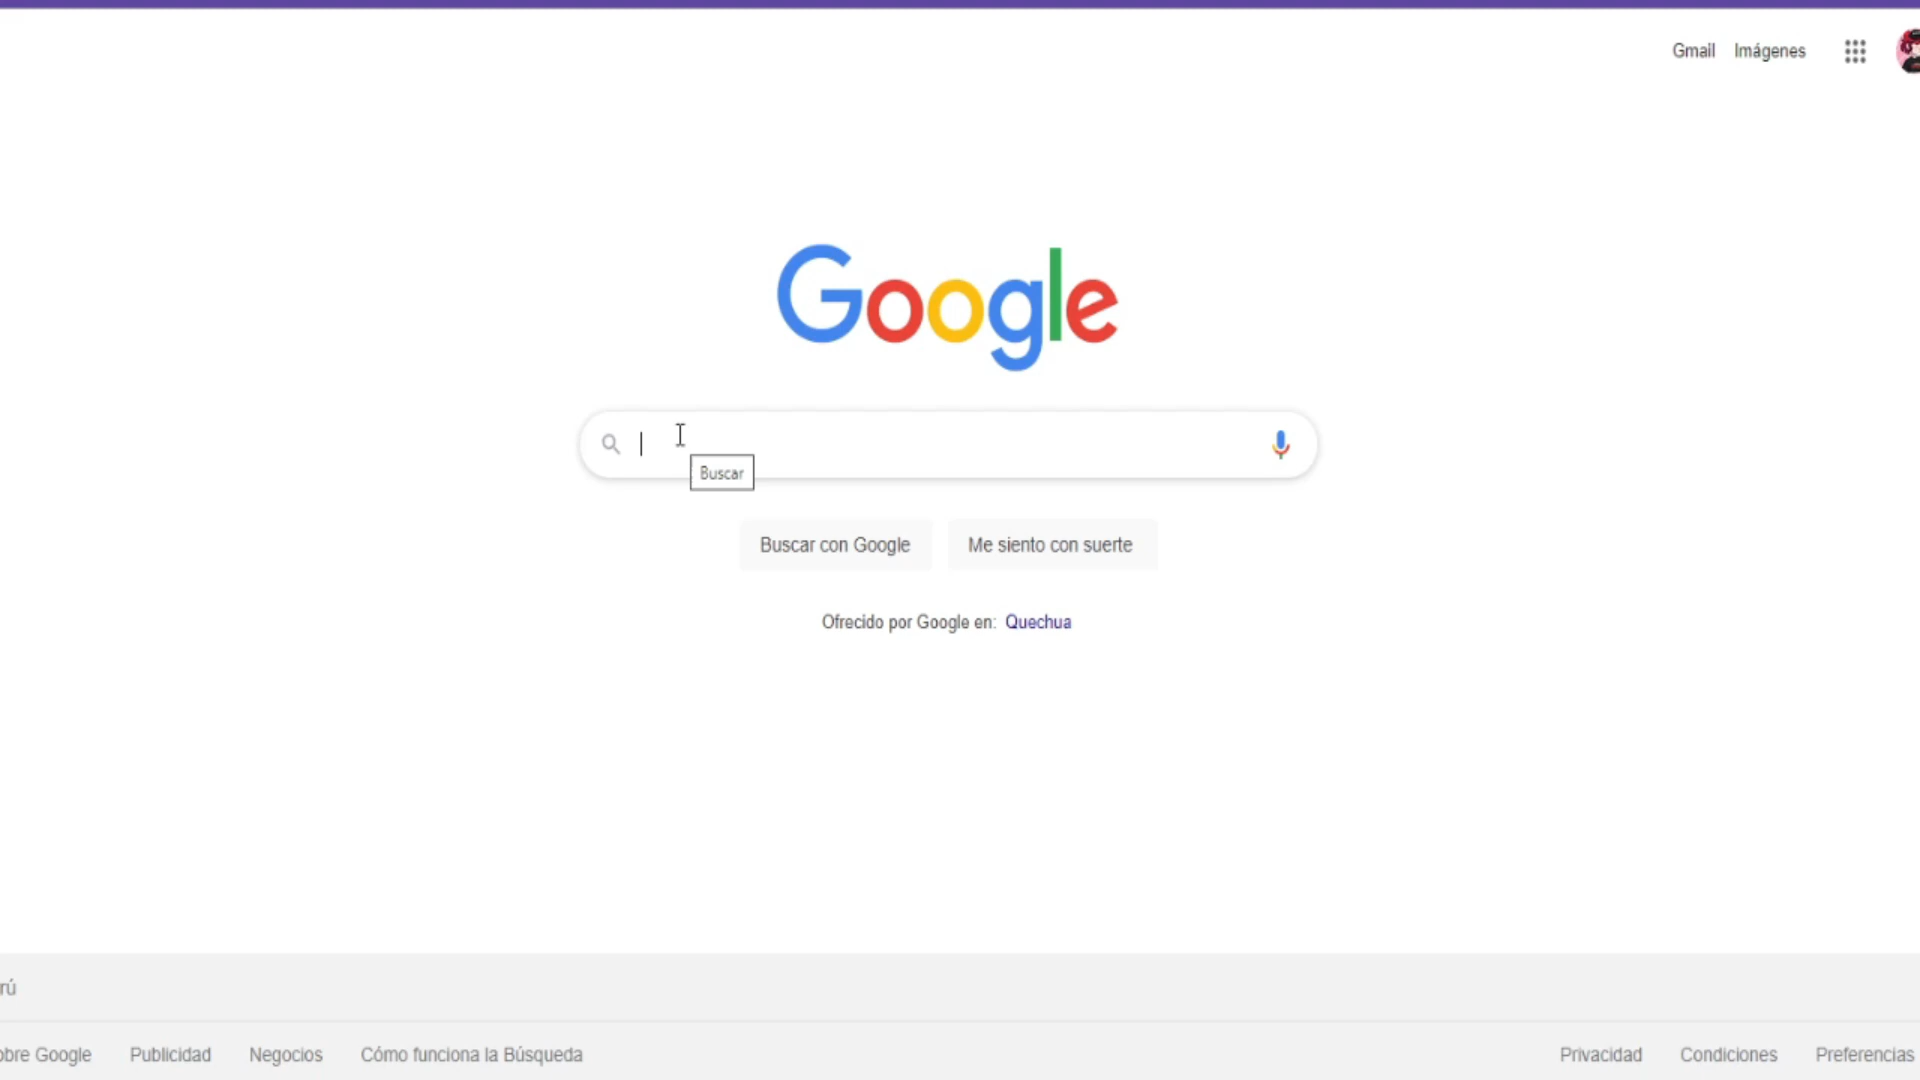 Gmail Imágenes
Google
Buscar
Buscar con Google Me siento con suerte
Ofrecido por Google en: Quechua
rú
obre Google Publicidad Negocios Cómo funciona la Búsqueda Privacidad Condiciones Preferencias